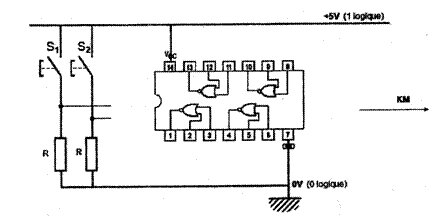 +5V (1 logique)
S1 S2
Vcc
14 13 12 11 10 9 8
KM
1 2 3 4 5 6 7
R R
GND
0V (0 logique)